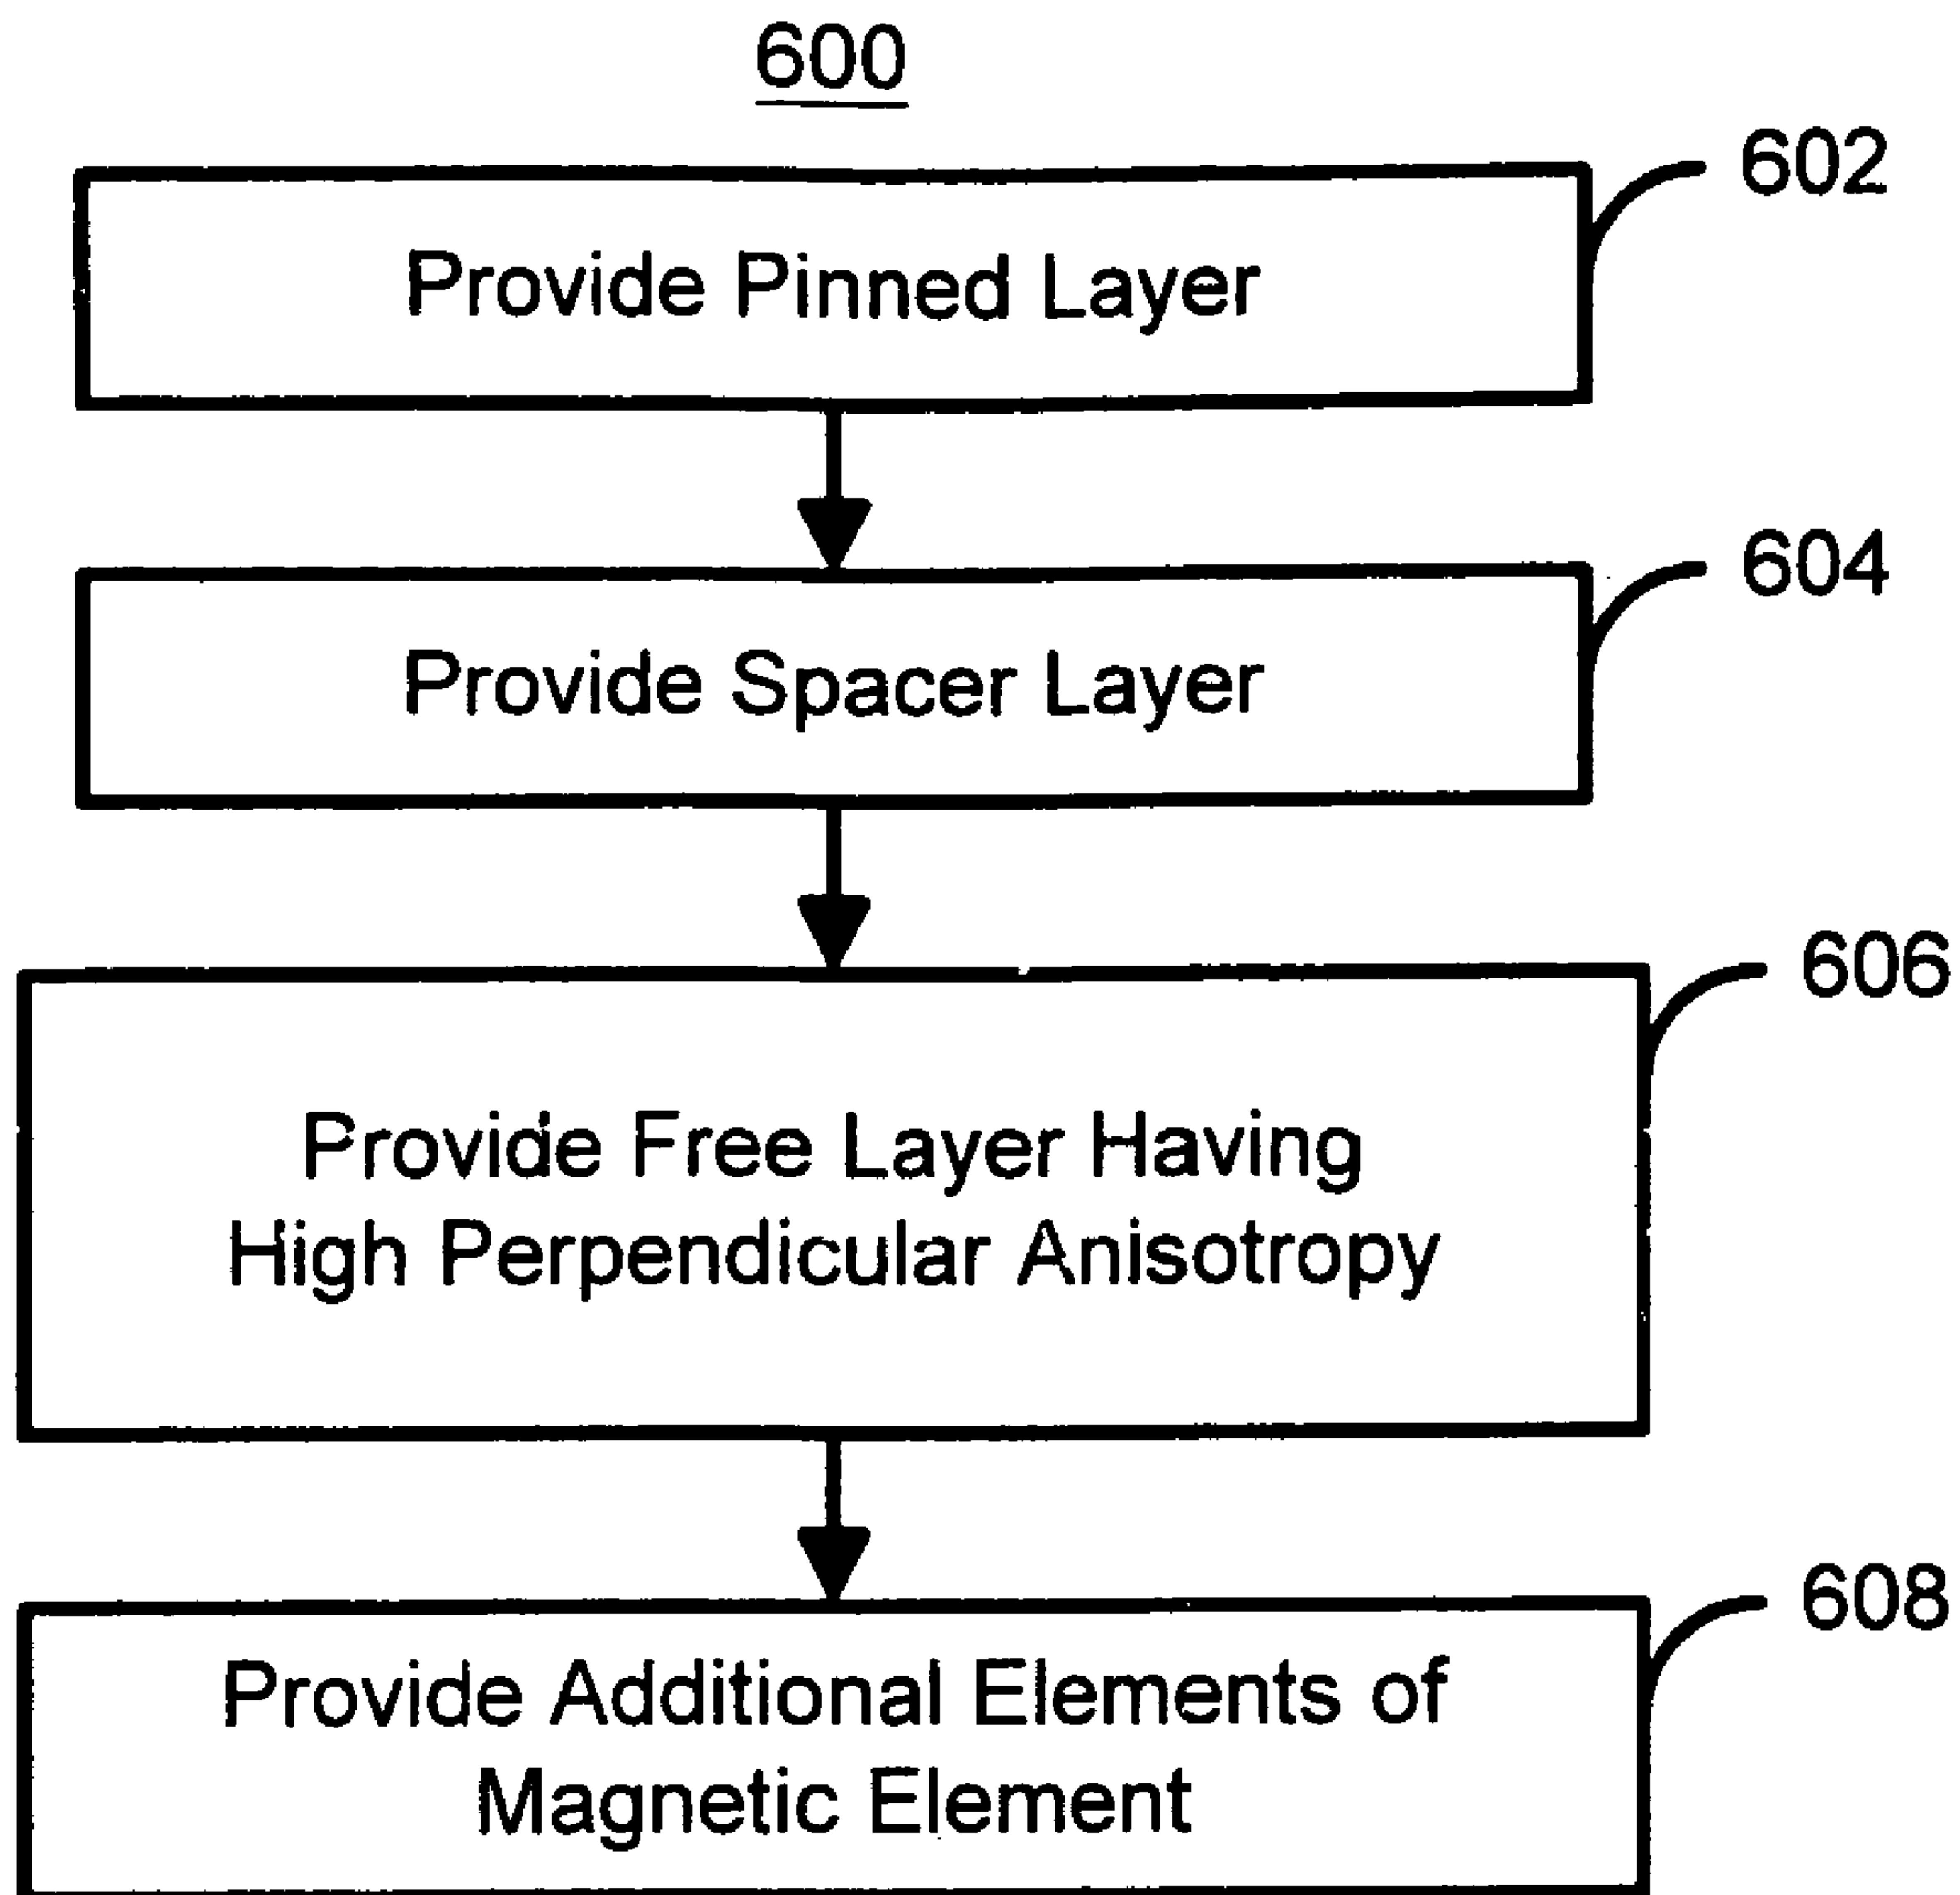 600
602
Provide Pinned Layer
604
Provide Spacer Layer
606
Provide Free Layer Having
High Perpendicular Anisotropy
608
Provide Additional Elements of
Magnetic Element